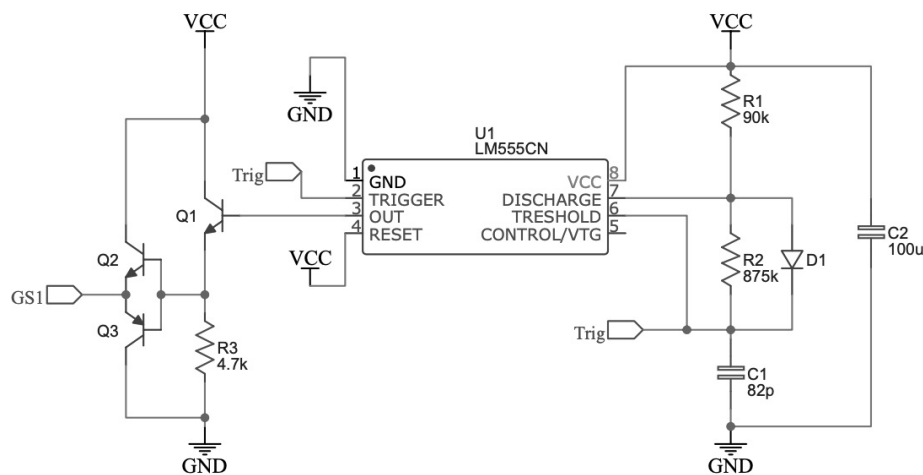 VCC
VCC
R1
90k
GND
U1
LM555CN
Trig
1
GND
VCC
8
2
TRIGGER
DISCHARGE
7
3
OUT
TRESHOLD
6
4
RESET
CONTROL/VTG
5
Q1
VCC
Q2
GS1
Q3
R3
4.7k
R2
875k
D1
C2
100u
Trig
C1
82p
GND
GND